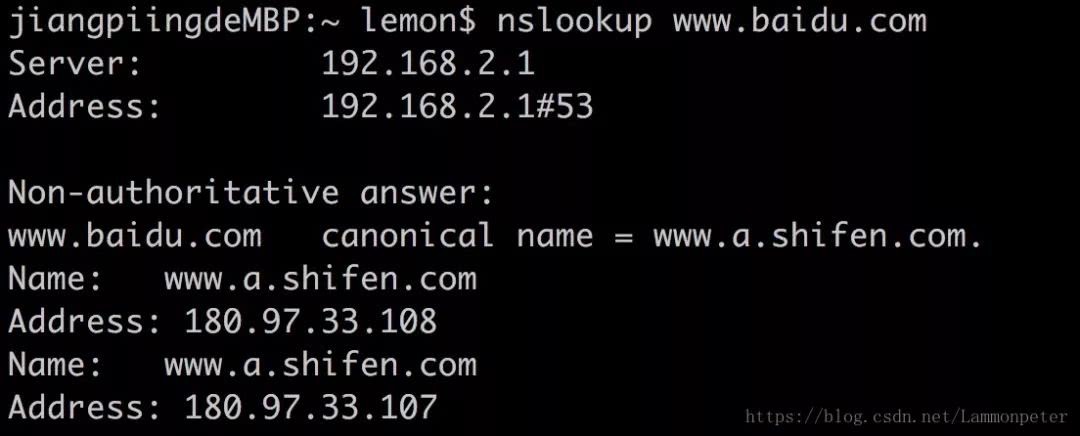 jiangpiingdeMBP:~ lemon$ nslookup www.baidu.com
Server:		192.168.2.1
Address:	192.168.2.1#53

Non-authoritative answer:
www.baidu.com	canonical name = www.a.shifen.com.
Name:	www.a.shifen.com
Address: 180.97.33.108
Name:	www.a.shifen.com
Address: 180.97.33.107
https://blog.csdn.net/Lammonpeter